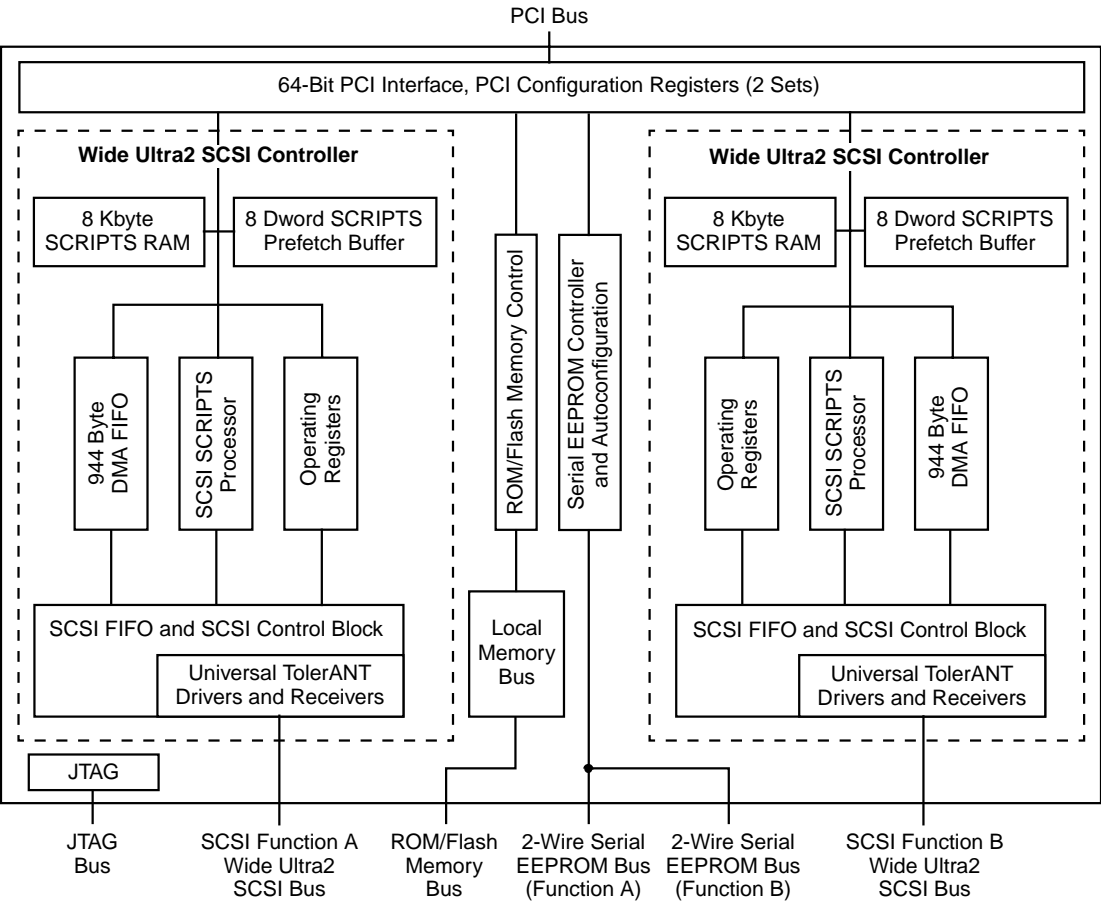 PCI Bus
64-Bit PCI Interface, PCI Configuration Registers (2 Sets)
Wide Ultra2 SCSI Controller
8 Kbyte
SCRIPTS RAM
8 Dword SCRIPTS
Prefetch Buffer
944 Byte
DMA FIFO
SCSI SCRIPTS
Processor
Operating
Registers
SCSI FIFO and SCSI Control Block
Universal TolerANT
Drivers and Receivers
ROM/Flash Memory Control
Serial EEPROM Controller
and Autoconfiguration
Local
Memory
Bus
Wide Ultra2 SCSI Controller
8 Kbyte
SCRIPTS RAM
8 Dword SCRIPTS
Prefetch Buffer
Operating
Registers
SCSI SCRIPTS
Processor
944 Byte
DMA FIFO
SCSI FIFO and SCSI Control Block
Universal TolerANT
Drivers and Receivers
JTAG
JTAG
Bus
SCSI Function A
Wide Ultra2
SCSI Bus
ROM/Flash
Memory
Bus
2-Wire Serial
EEPROM Bus
(Function A)
2-Wire Serial
EEPROM Bus
(Function B)
SCSI Function B
Wide Ultra2
SCSI Bus